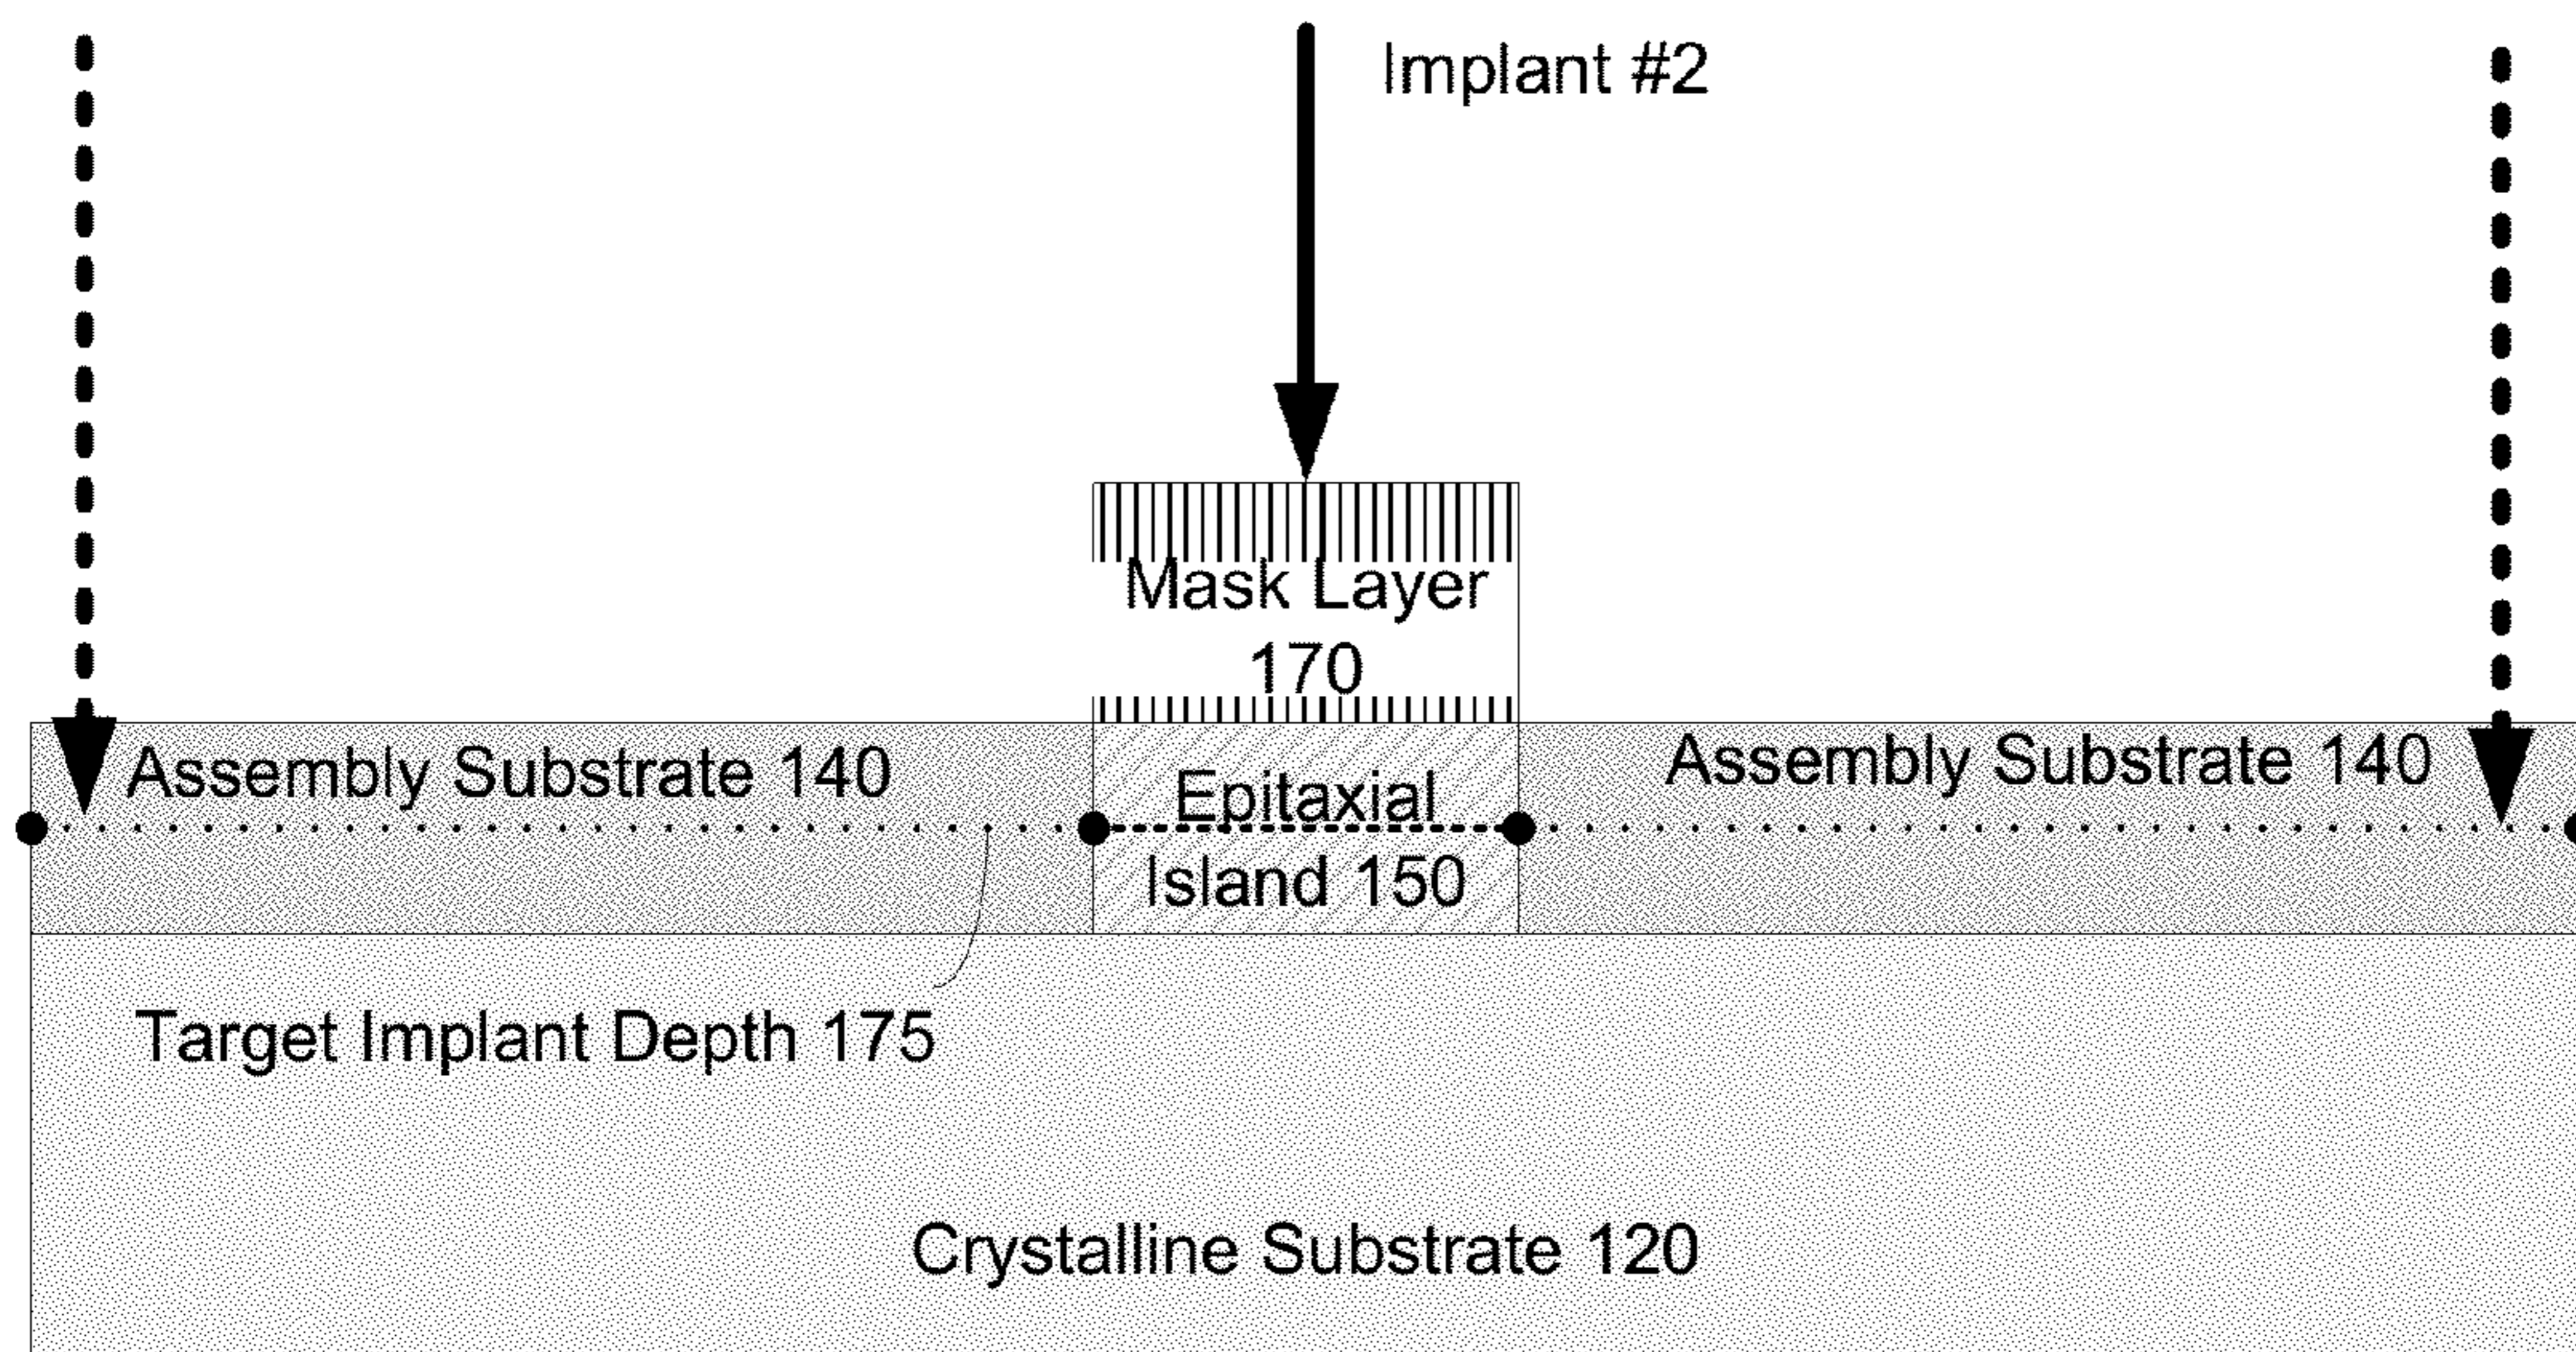 Implant #2
Mask Layer
170
Assembly Substrate 140
Epitaxial
Island 150
Assembly Substrate 140
Target Implant Depth 175
Crystalline Substrate 120